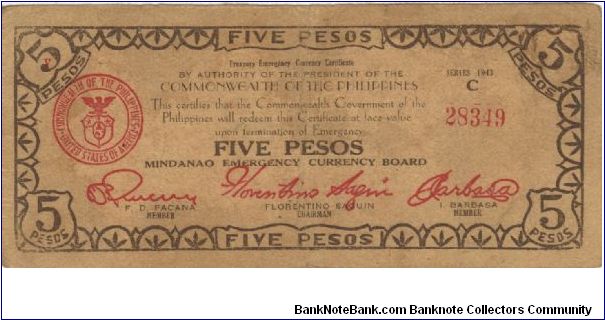 FIVE PESOS
5
PESOS
5
PESOS
Treasury Emergency Currency Certificate
BY AUTHORITY OF THE PRESIDENT OF THE
SERIES 1943
COMMONWEALTH OF THE PHILIPPINES
C
COMMONWEALTH OF THE PHILIPPINES
UNITED STATES OF AMERICA
This certifies that the Commonwealth Government of the
28349
Philippines will redeem this Certificate at face value
upon termination of Emergency
FIVE PESOS
MINDANAO EMERGENCY CURRENCY BOARD
Florentino Saguin
F. D. PACANA
FLORENTINO SAGUIN
I. BARBASA
MEMBER
CHAIRMAN
MEMBER
5
PESOS
5
PESOS
FIVE PESOS
BankNoteBank.com Banknote Collectors Community